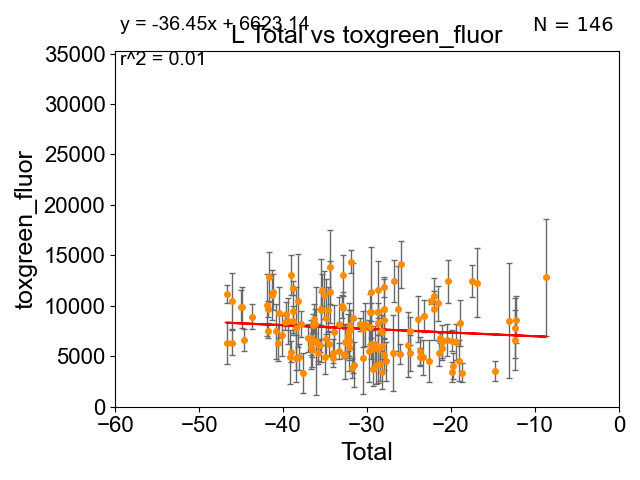 y = -36.45x + 6623.14
N = 146
L Total vs toxgreen_fluor
r^2 = 0.01
35000
30000
25000
20000
15000
10000
5000
0
toxgreen_fluor
−60 −50 −40 −30 −20 −10 0
Total